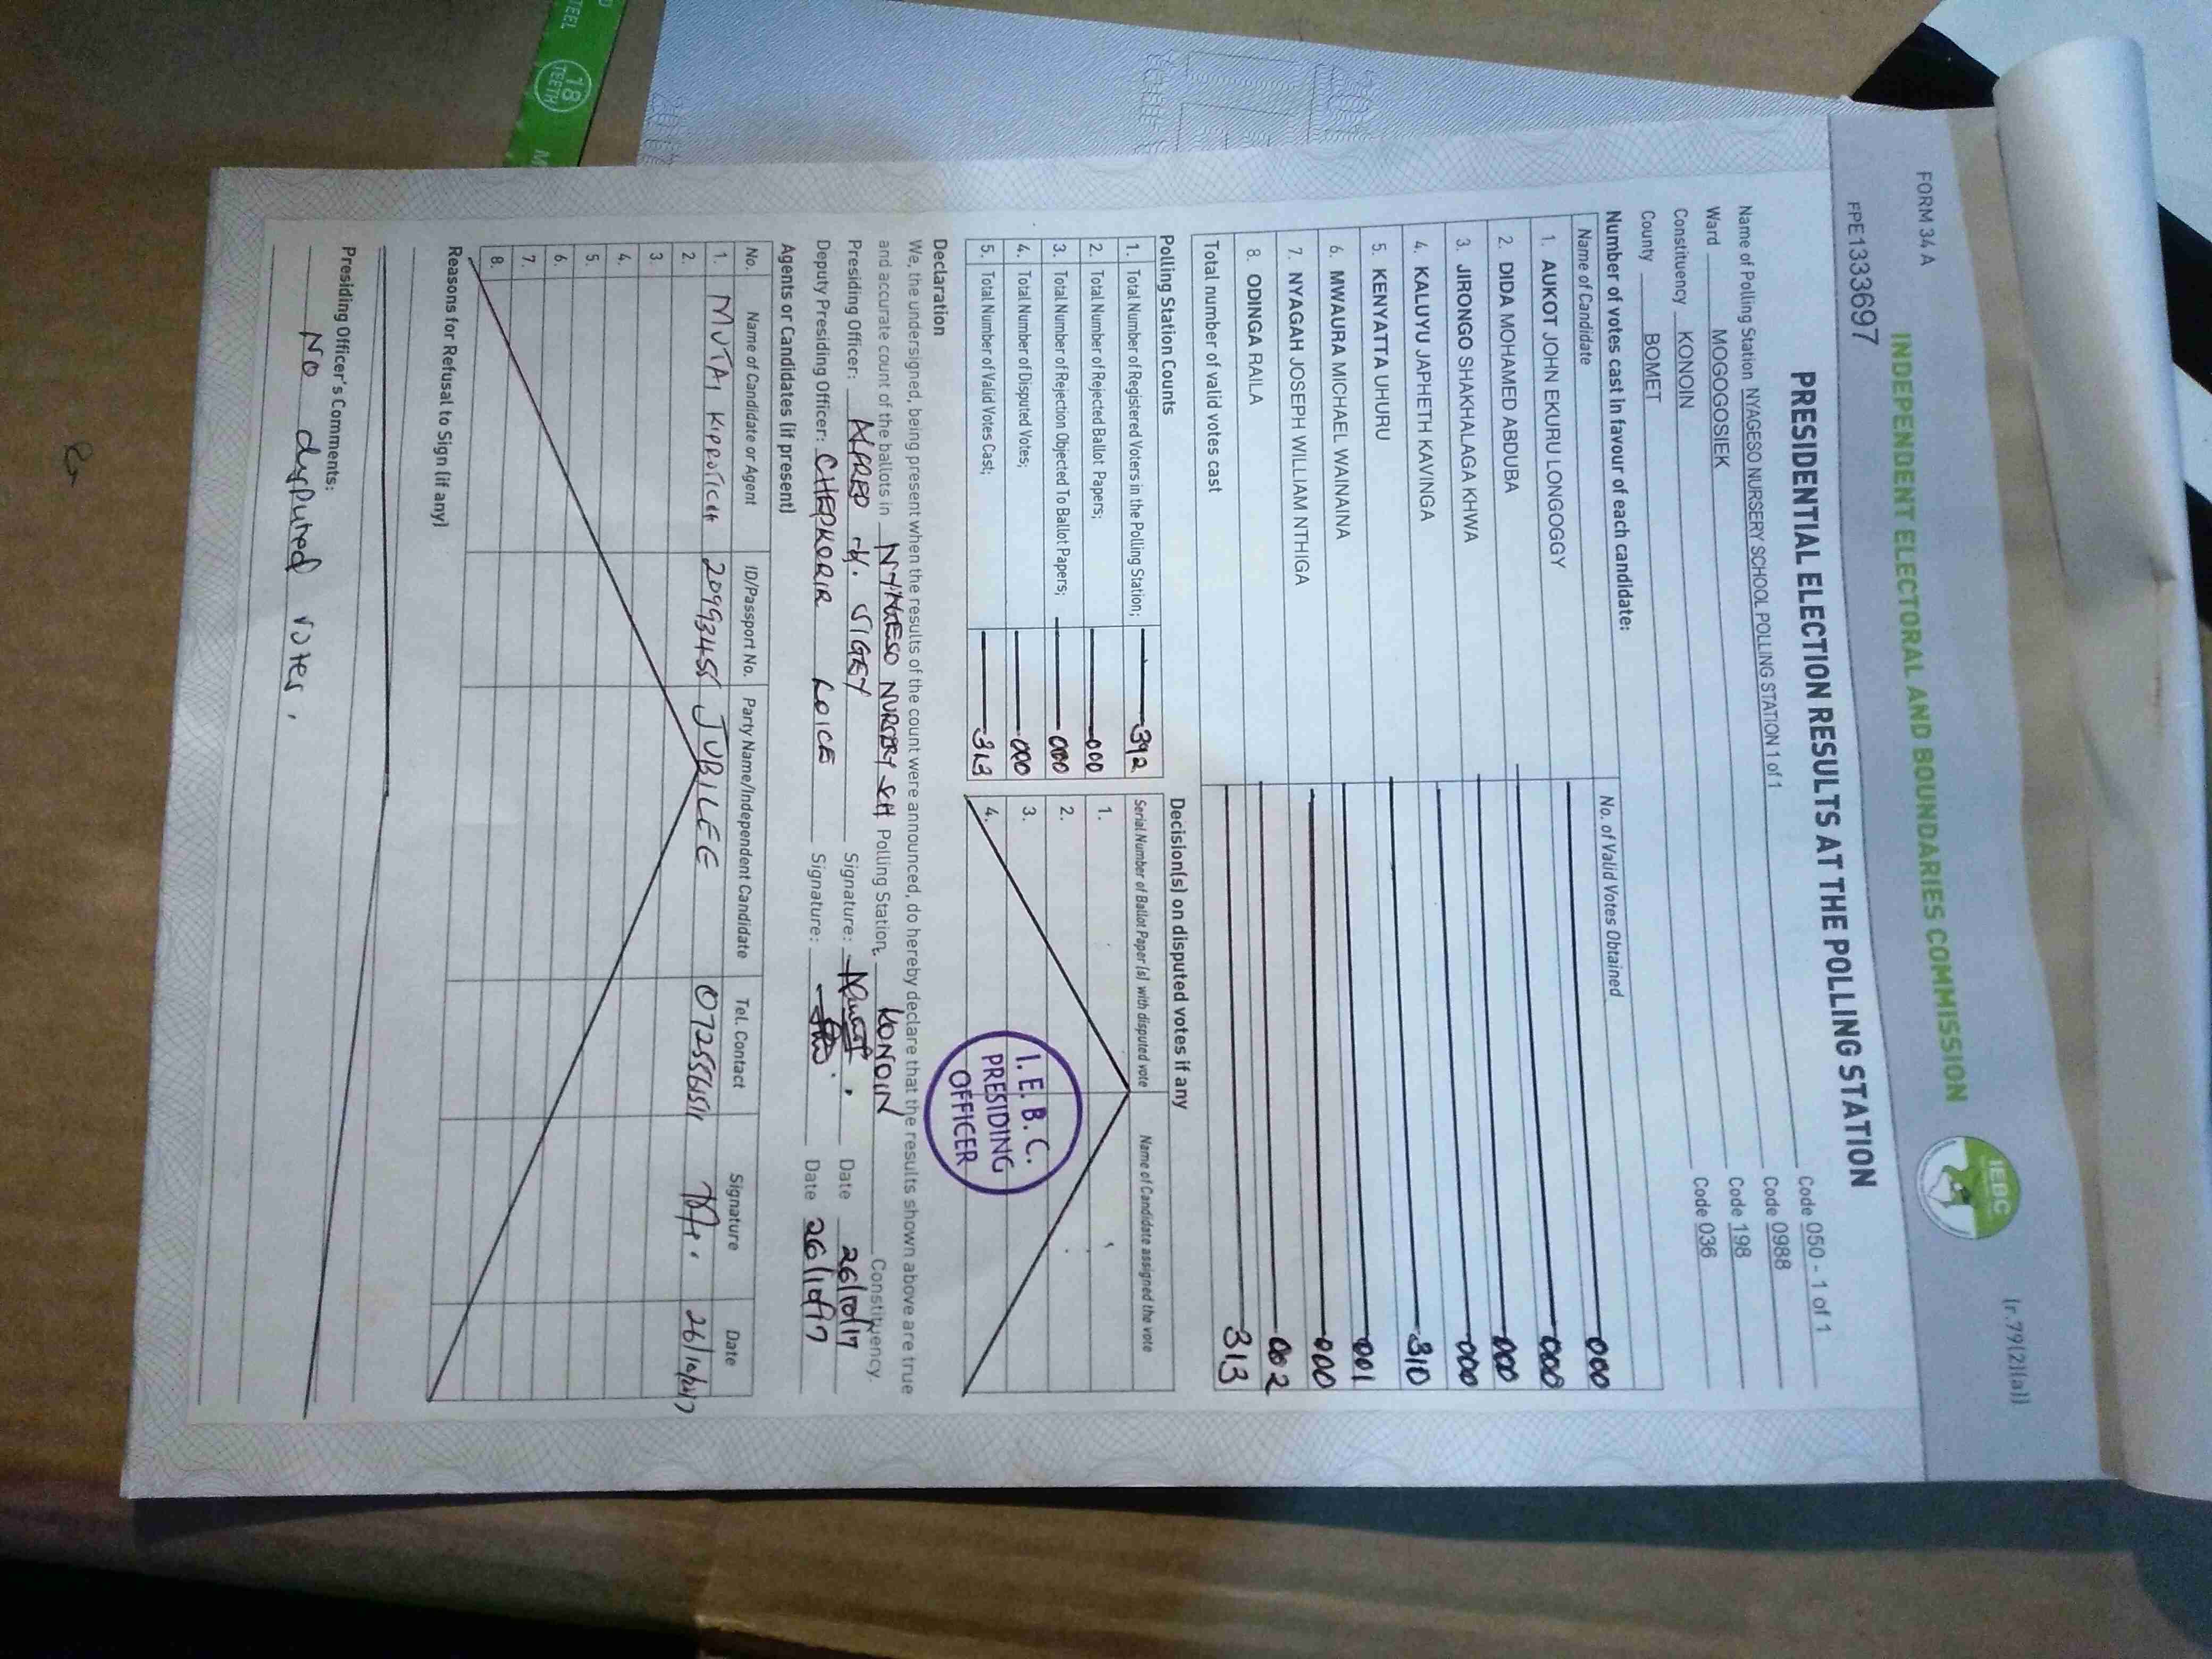 FORM 34 A
(r.79(2)(a))
INDEPENDENT ELECTORAL AND BOUNDARIES COMMISSION
IEBC
FPE1333697
PRESIDENTIAL ELECTION RESULTS AT THE POLLING STATION
Name of Polling Station NYAGESO NURSERY SCHOOL POLLING STATION 1 of 1 Code 050 - 1 of 1
Ward MOGOGOSIEK Code 0988
Constituency KONOIN Code 198
County BOMET Code 036
Number of votes cast in favour of each candidate:
Name of Candidate No. of Valid Votes Obtained
1. AUKOT JOHN EKURU LONGOGGY 000
2. DIDA MOHAMED ABDUBA 000
3. JIRONGO SHAKHALAGA KHWA 000
4. KALUYU JAPHETH KAVINGA 000
5. KENYATTA UHURU 310
6. MWAURA MICHAEL WAINAINA 001
7. NYAGAH JOSEPH WILLIAM NTHIGA 000
8. ODINGA RAILA 002
Total number of valid votes cast 313
Polling Station Counts
1. Total Number of Registered Voters in the Polling Station; 392
2. Total Number of Rejected Ballot Papers; 000
3. Total Number of Rejection Objected To Ballot Papers; 000
4. Total Number of Disputed Votes; 000
5. Total Number of Valid Votes Cast; 313
Decision(s) on disputed votes if any
Serial Number of Ballot Paper (s) with disputed vote Name of Candidate assigned the vote
1.
2.
3.
4.
I. E. B. C.
PRESIDING
OFFICER
Declaration
We, the undersigned, being present when the results of the count were announced, do hereby declare that the results shown above are true
and accurate count of the ballots in NURSERY SCH Polling Station, KONOIN Constituency.
Presiding Officer: ALFRED K. SIGEY Signature: Date 26/10/17
Deputy Presiding Officer: CHEPKORIR LOICE Signature: Date 26/10/17
Agents or Candidates (if present)
No. Name of Candidate or Agent ID/Passport No. Party Name/Independent Candidate Tel. Contact Signature Date
1. MUTAI JUBILEE
2.
3.
4.
5.
6.
7.
8.
Reasons for Refusal to Sign (if any)
Presiding Officer's Comments:
No disputed votes.
TEEL
18
TEETH